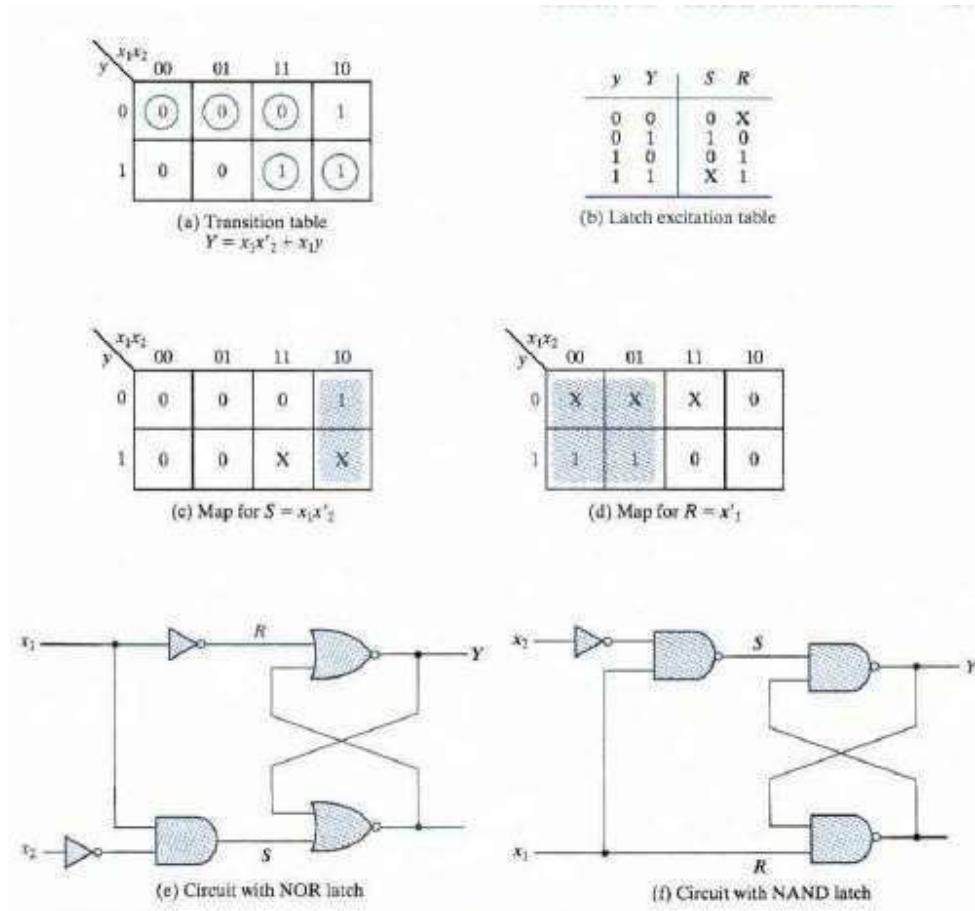 x₁x₂
y 00 01 11 10
0 0 0 0 1
1 0 0 1 1
(a) Transition table
Y = x₁x'₂ + x₁y
y Y S R
0 0 0 X
0 1 1 0
1 0 0 1
1 1 X 1
(b) Latch excitation table
x₁x₂
y 00 01 11 10
0 0 0 0 1
1 0 0 X X
(c) Map for S = x₁x'₂
x₁x₂
y 00 01 11 10
0 X X X 0
1 1 1 0 0
(d) Map for R = x'₁
x₁ R Y
x₂ S
(e) Circuit with NOR latch
x₂ S Y
x₁ R
(f) Circuit with NAND latch